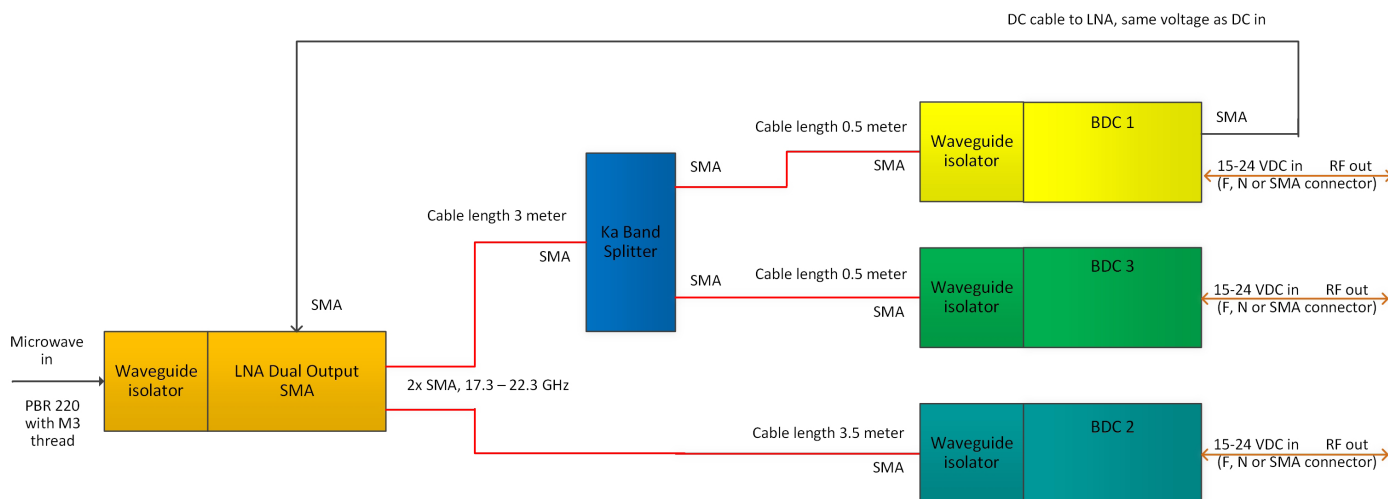 DC cable to LNA, same voltage as DC in
Cable length 0.5 meter
SMA
SMA
Waveguide
isolator
BDC 1
SMA
15-24 VDC in RF out
(F, N or SMA connector)
Cable length 3 meter
SMA
Ka Band
Splitter
SMA
Cable length 0.5 meter
SMA
Waveguide
isolator
BDC 3
15-24 VDC in RF out
(F, N or SMA connector)
SMA
Microwave
in
PBR 220
with M3
thread
Waveguide
isolator
LNA Dual Output
SMA
2x SMA, 17.3 – 22.3 GHz
Cable length 3.5 meter
SMA
Waveguide
isolator
BDC 2
15-24 VDC in RF out
(F, N or SMA connector)